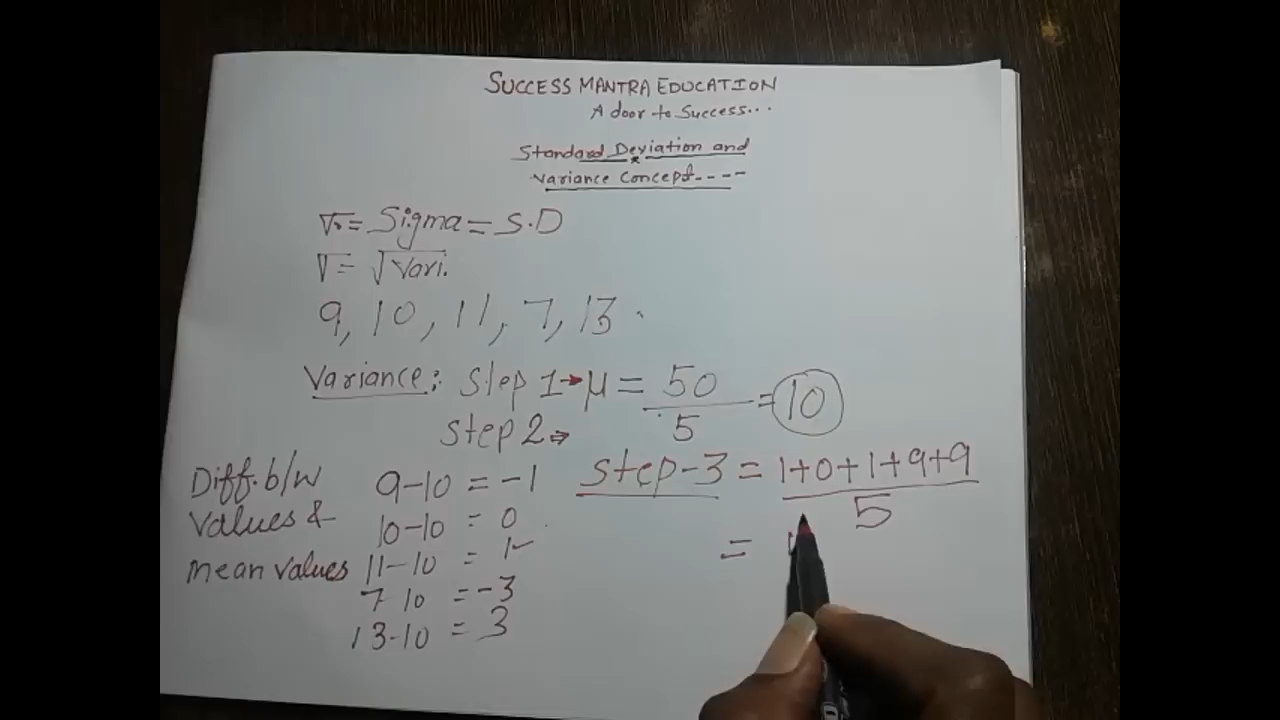 SUCCESS MANTRA EDUCATION
A door to Success...
Standard Deviation and
Variance Concept----
σ = Sigma = S.D
σ = √Vari.
9, 10, 11, 7, 13
Variance: Step 1→ μ = 50/5 = 10
Step 2⇒
Diff. b/w Values & mean values
9-10 = -1
10-10 = 0
11-10 = 1
7 10 = -3
13-10 = 3
Step-3 = 1+0+1+9+9/5
=